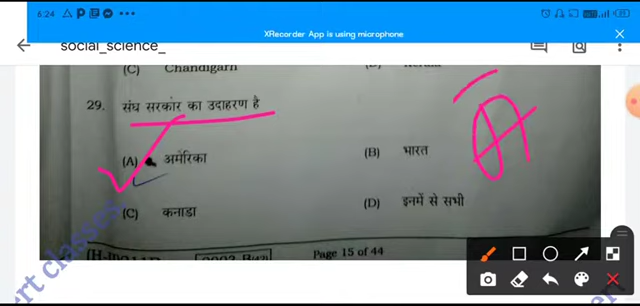 6:24
XRecorder App is using microphone
social_science_
(C) Chandigarh
(D) Kerala
29. संघ सरकार का उदाहरण है
(A) अमेरिका
(B) भारत
(C) कनाडा
(D) इनमें से सभी
Page 15 of 44